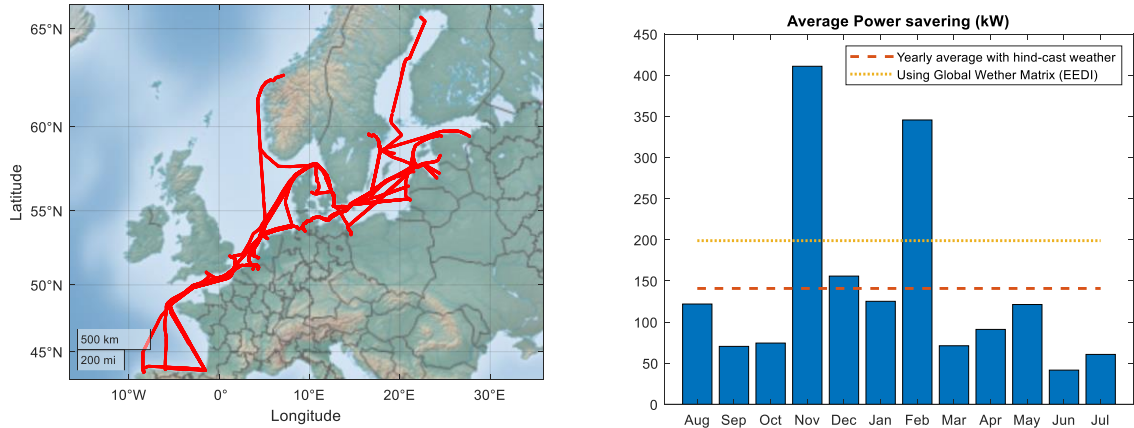 65°N
60°N
55°N
50°N
45°N
Latitude
500 km
200 mi
10°W
0°
10°E
20°E
30°E
Longitude
Average Power savering (kW)
450
400
350
300
250
200
150
100
50
0
Yearly average with hind-cast weather
Using Global Wether Matrix (EEDI)
Aug Sep Oct Nov Dec Jan Feb Mar Apr May Jun Jul